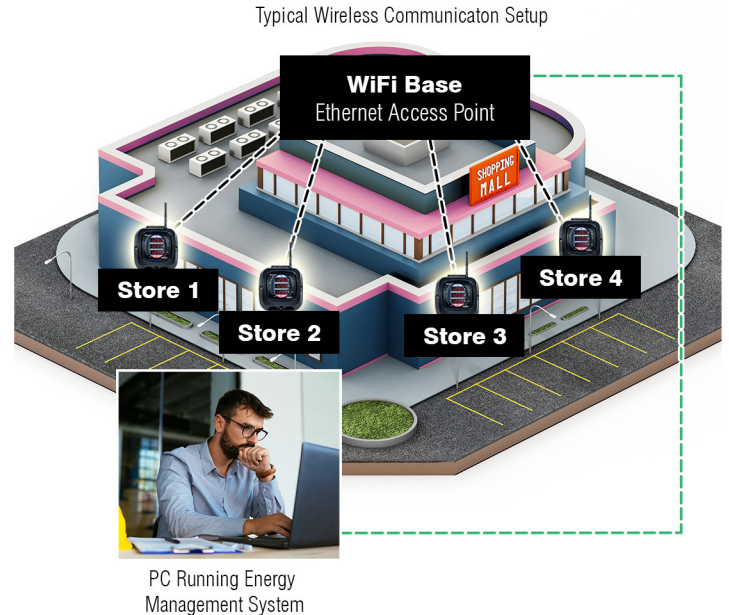 Typical Wireless Communicaton Setup
WiFi Base
Ethernet Access Point
SHOPPING
MALL
Store 1
Store 2
Store 3
Store 4
PC Running Energy
Management System